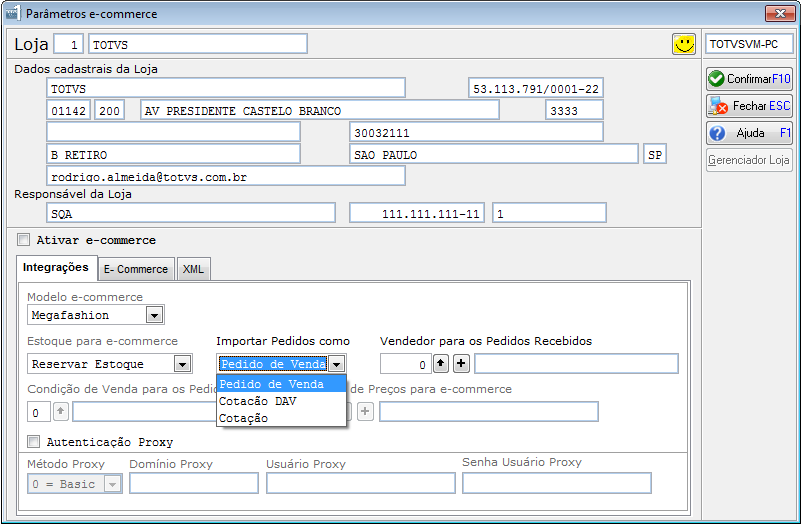 Parâmetros e-commerce
Loja 1 TOTVS TOTVSVM-PC
Dados cadastrais da Loja
TOTVS 53.113.791/0001-22
01142 200 AV PRESIDENTE CASTELO BRANCO 3333
30032111
B RETIRO SAO PAULO SP
rodrigo.almeida@totvs.com.br
Responsável da Loja
SQA 111.111.111-11 1
Confirmar F10
Fechar ESC
Ajuda F1
Gerenciador Loja
Ativar e-commerce
Integrações E- Commerce XML
Modelo e-commerce
Megafashion
Estoque para e-commerce Importar Pedidos como Vendedor para os Pedidos Recebidos
Reservar Estoque Pedido de Venda 0
Pedido de Venda
Cotacão DAV
Cotação
Condição de Venda para os Pedi de Preços para e-commerce
0
Autenticação Proxy
Método Proxy Domínio Proxy Usuário Proxy Senha Usuário Proxy
0 = Basic